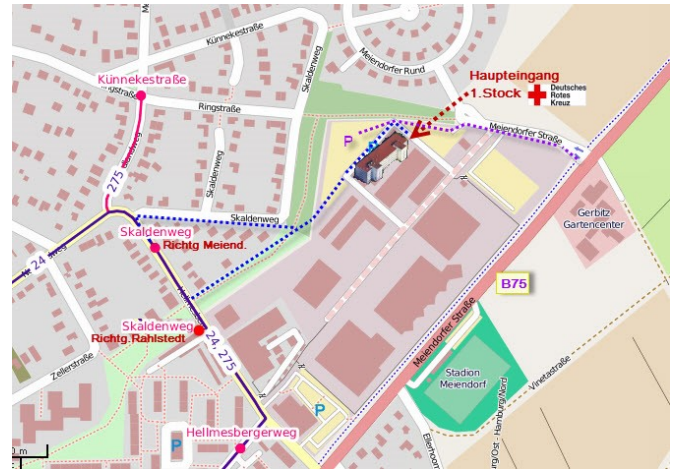 Künnekestraße
Künnekestraße
Ringstraße
Skaldenweg
Meiendorfer Rund
Haupteingang
1.Stock
Deutsches
Rotes
Kreuz
Meiendorfer Straße
P
275
Skaldenweg
Skaldenweg
Richtg Meiend.
24
Gerbitz
Gartencenter
B75
Skaldenweg
Richtg.Rahlstedt
24, 275
Zellerstraße
Meiendorfer Straße
Stadion
Meiendorf
Vinetastraße
P
P
Hellmesbergerweg